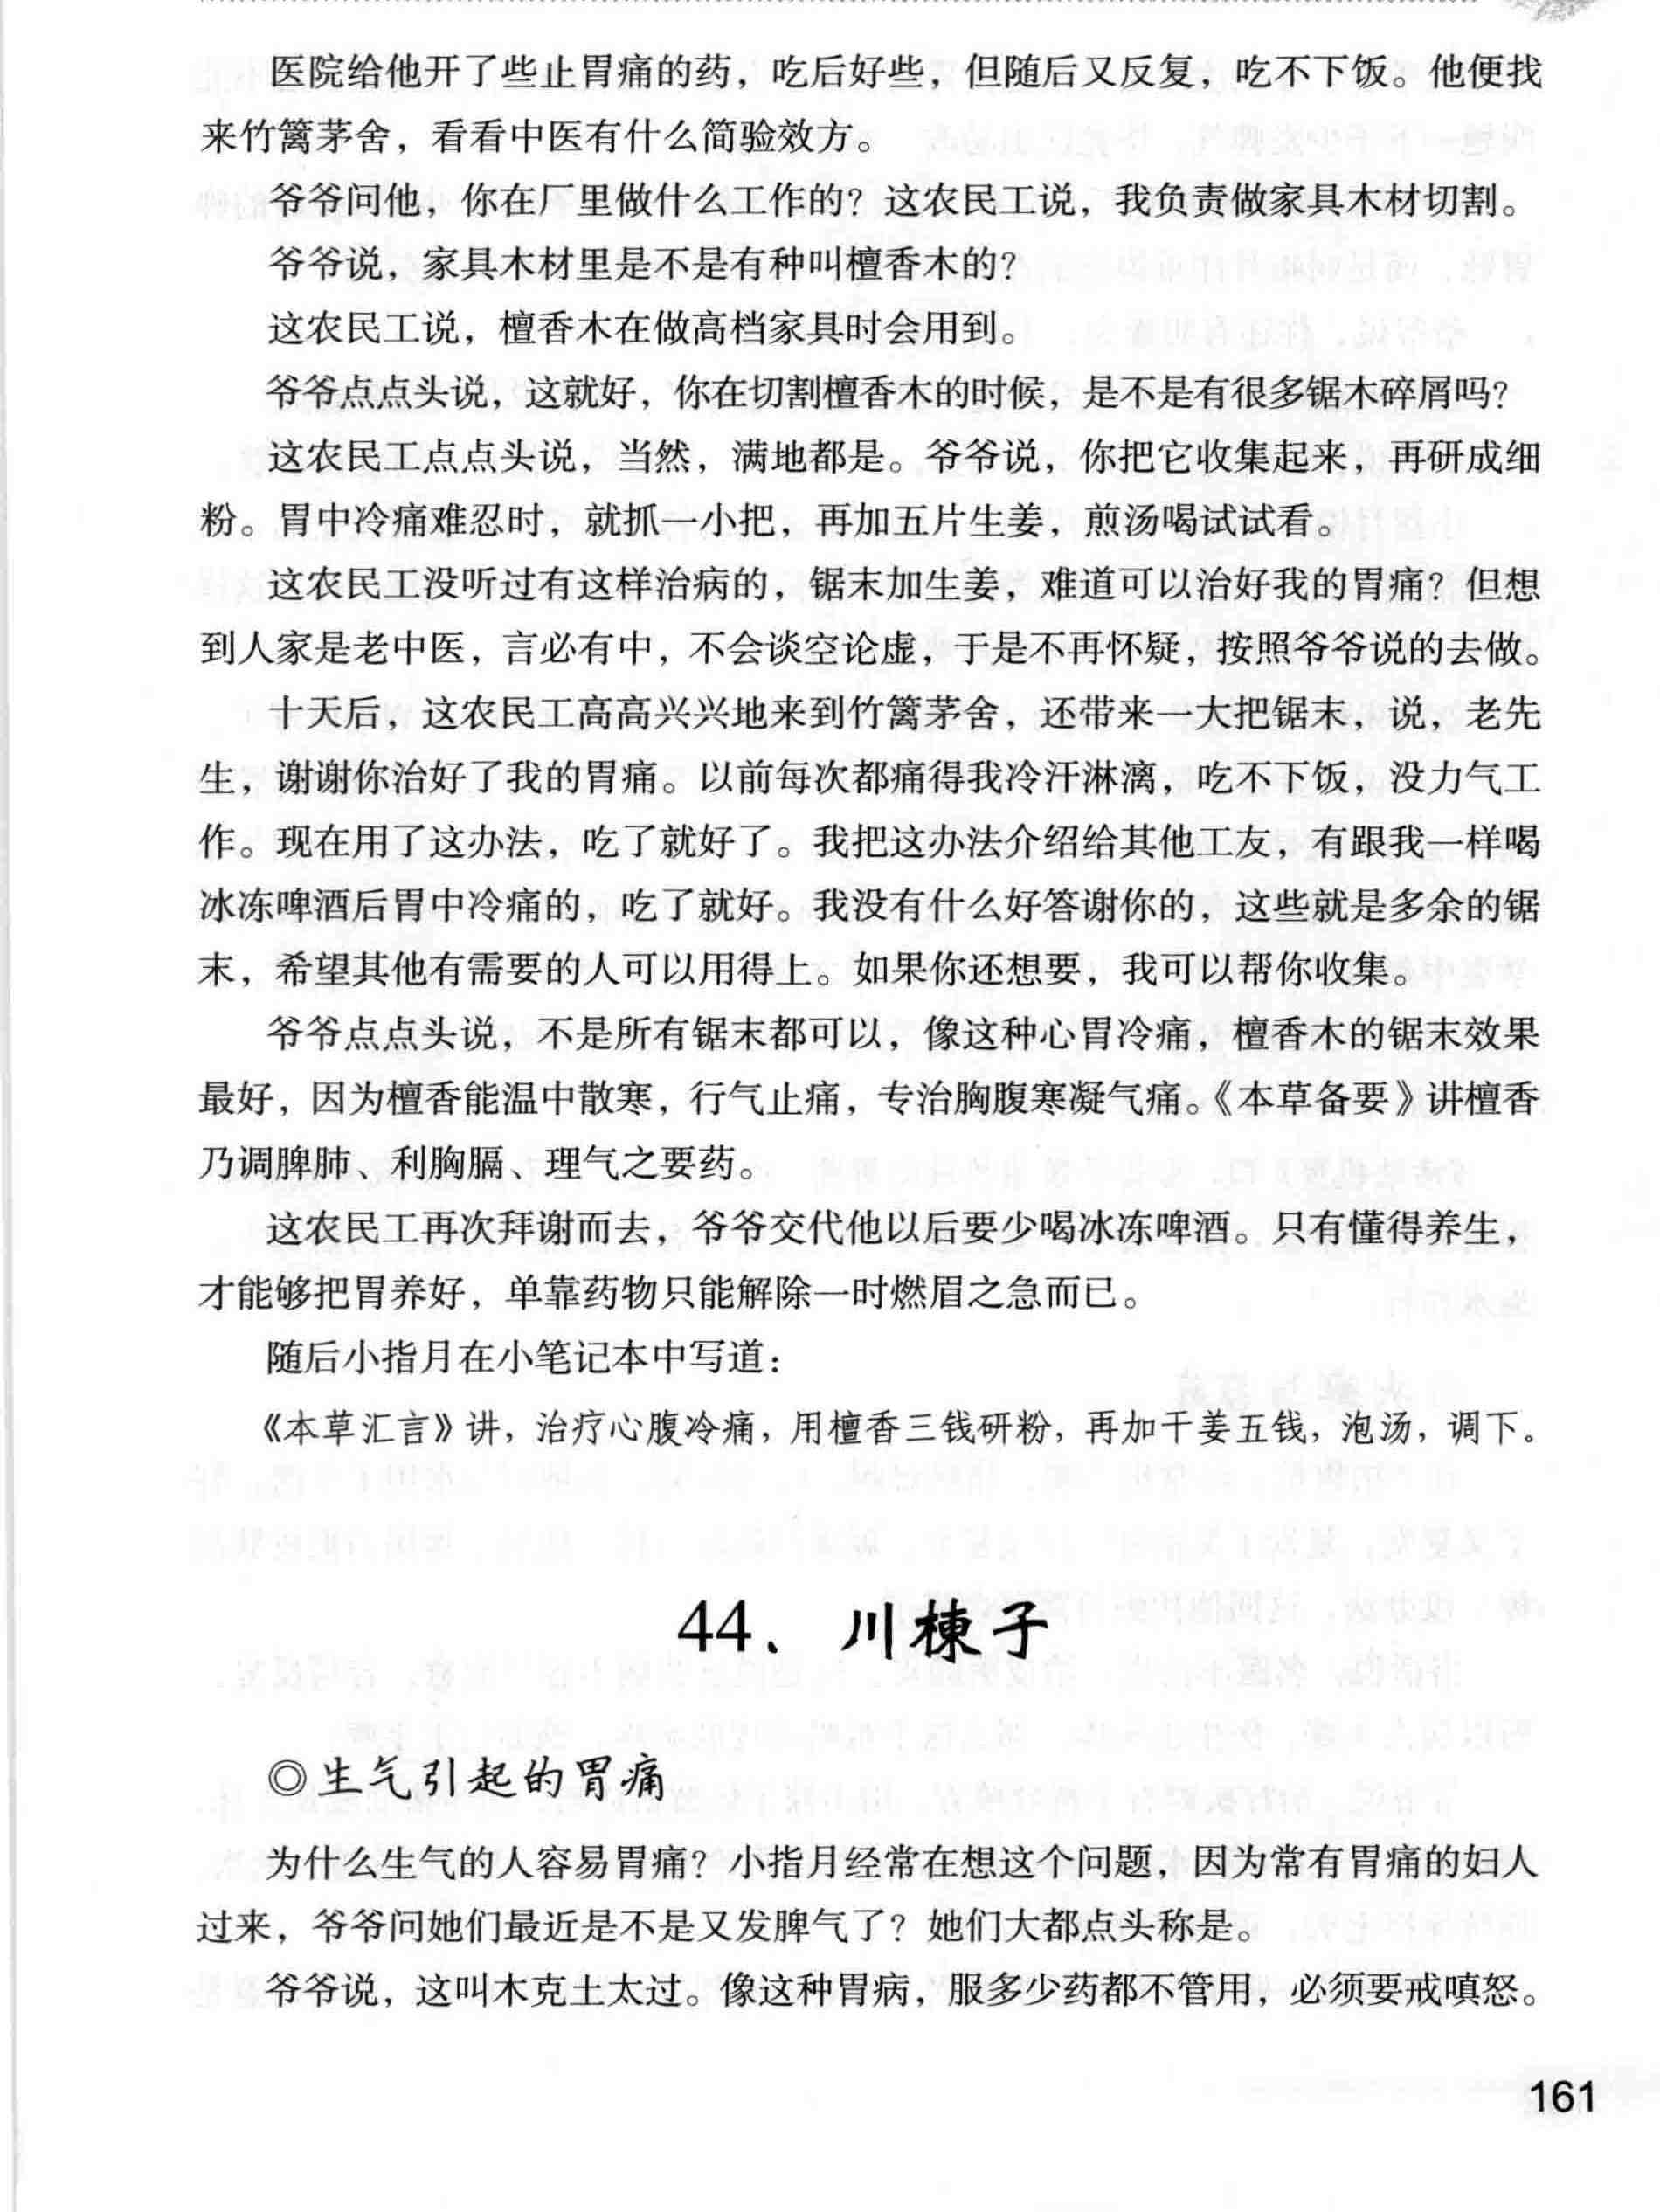 医院给他开了些止胃痛的药，吃后好些，但随后又反复，吃不下饭。他便找
来竹篱茅舍，看看中医有什么简验效方。
爷爷问他，你在厂里做什么工作的？这农民工说，我负责做家具木材切割。
爷爷说，家具木材里是不是有种叫檀香木的？
这农民工说，檀香木在做高档家具时会用到。
爷爷点点头说，这就好，你在切割檀香木的时候，是不是有很多锯木碎屑吗？
这农民工点点头说，当然，满地都是。爷爷说，你把它收集起来，再研成细
粉。胃中冷痛难忍时，就抓一小把，再加五片生姜，煎汤喝试试看。
这农民工没听过有这样治病的，锯末加生姜，难道可以治好我的胃痛？但想
到人家是老中医，言必有中，不会谈空论虚，于是不再怀疑，按照爷爷说的去做。
十天后，这农民工高高兴兴地来到竹篱茅舍，还带来一大把锯末，说，老先
生，谢谢你治好了我的胃痛。以前每次都痛得我冷汗淋漓，吃不下饭，没力气工
作。现在用了这办法，吃了就好了。我把这办法介绍给其他工友，有跟我一样喝
冰冻啤酒后胃中冷痛的，吃了就好。我没有什么好答谢你的，这些就是多余的锯
末，希望其他有需要的人可以用得上。如果你还想要，我可以帮你收集。
爷爷点点头说，不是所有锯末都可以，像这种心胃冷痛，檀香木的锯末效果
最好，因为檀香能温中散寒，行气止痛，专治胸腹寒凝气痛。《本草备要》讲檀香
乃调脾肺、利胸膈、理气之要药。
这农民工再次拜谢而去，爷爷交代他以后要少喝冰冻啤酒。只有懂得养生，
才能够把胃养好，单靠药物只能解除一时燃眉之急而已。
随后小指月在小笔记本中写道：
《本草汇言》讲，治疗心腹冷痛，用檀香三钱研粉，再加干姜五钱，泡汤，调下。
44、川楝子
◎生气引起的胃痛
为什么生气的人容易胃痛？小指月经常在想这个问题，因为常有胃痛的妇人
过来，爷爷问她们最近是不是又发脾气了？她们大都点头称是。
爷爷说，这叫木克土太过。像这种胃病，服多少药都不管用，必须要戒嗔怒。
161